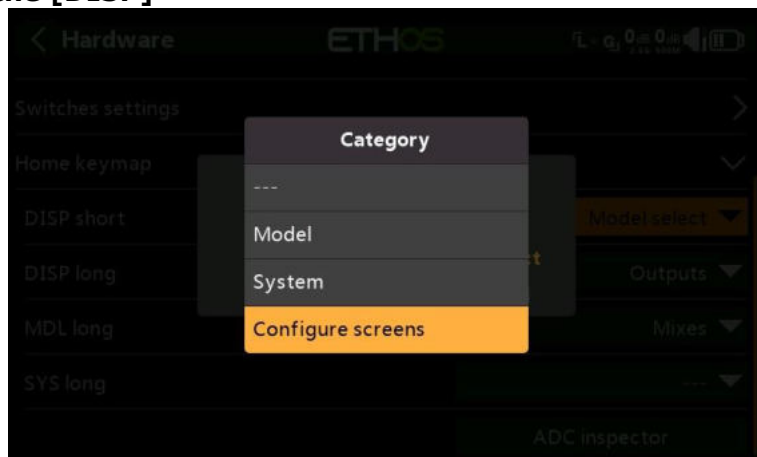 < Hardware ETHOS
Switches settings
Category
Home keymap
---
DISP short Model select
Model
DISP long Outputs
System
MDL long Mixes
Configure screens
SYS long ---
ADC inspector